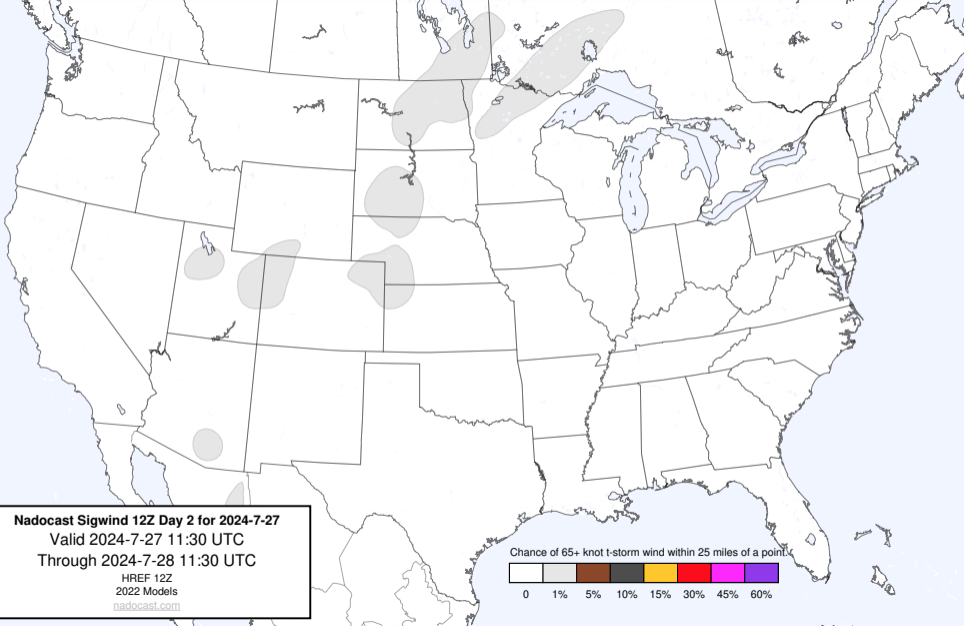 Nadocast Sigwind 12Z Day 2 for 2024-7-27
Valid 2024-7-27 11:30 UTC
Through 2024-7-28 11:30 UTC
HREF 12Z
2022 Models
nadocast.com
Chance of 65+ knot t-storm wind within 25 miles of a point.
0 1% 5% 10% 15% 30% 45% 60%